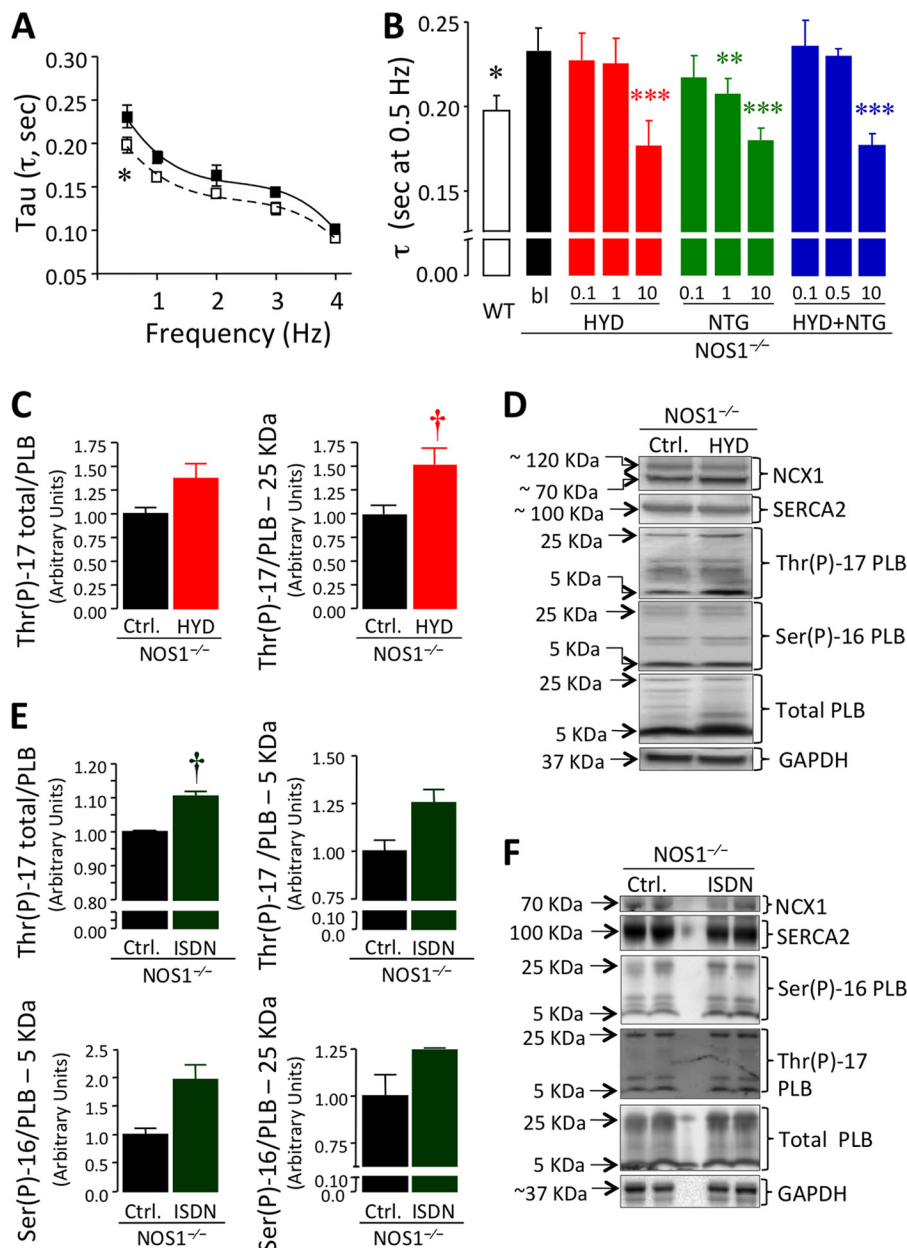 A
0.30
0.25
0.20
0.15
0.10
0.05
Tau (τ, sec)
*
1 2 3 4
Frequency (Hz)
B
0.25
0.20
0.15
0.00
τ (sec at 0.5 Hz)
*
***
**
***
***
WT
bl
0.1 1 10
0.1 1 10
0.1 0.5 10
HYD
NTG
HYD+NTG
NOS1⁻/⁻
C
Thr(P)-17 total/PLB
(Arbitrary Units)
1.75
1.50
1.25
1.00
0.75
0.50
0.25
0.00
Ctrl. HYD
NOS1⁻/⁻
Thr(P)-17/PLB – 25 KDa
(Arbitrary Units)
†
1.75
1.50
1.25
1.00
0.75
0.50
0.25
0.00
Ctrl. HYD
NOS1⁻/⁻
D
NOS1⁻/⁻
Ctrl. HYD
~ 120 KDa
~ 70 KDa
NCX1
~ 100 KDa
SERCA2
25 KDa
5 KDa
Thr(P)-17 PLB
25 KDa
5 KDa
Ser(P)-16 PLB
25 KDa
5 KDa
Total PLB
37 KDa
GAPDH
E
Thr(P)-17 total/PLB
(Arbitrary Units)
†
1.20
1.10
1.00
0.90
0.80
0.10
0.00
Ctrl. ISDN
NOS1⁻/⁻
Thr(P)-17 /PLB – 5 KDa
(Arbitrary Units)
1.50
1.25
1.00
0.75
0.10
0.0
Ctrl. ISDN
NOS1⁻/⁻
Ser(P)-16/PLB – 5 KDa
(Arbitrary Units)
2.5
2.0
1.5
1.0
0.5
0.0
Ctrl. ISDN
NOS1⁻/⁻
Ser(P)-16/PLB – 25 KDa
(Arbitrary Units)
1.25
1.00
0.75
0.10
0.0
Ctrl. ISDN
NOS1⁻/⁻
F
NOS1⁻/⁻
Ctrl. ISDN
70 KDa
NCX1
100 KDa
SERCA2
25 KDa
5 KDa
Ser(P)-16 PLB
25 KDa
5 KDa
Thr(P)-17
PLB
25 KDa
5 KDa
Total PLB
~37 KDa
GAPDH